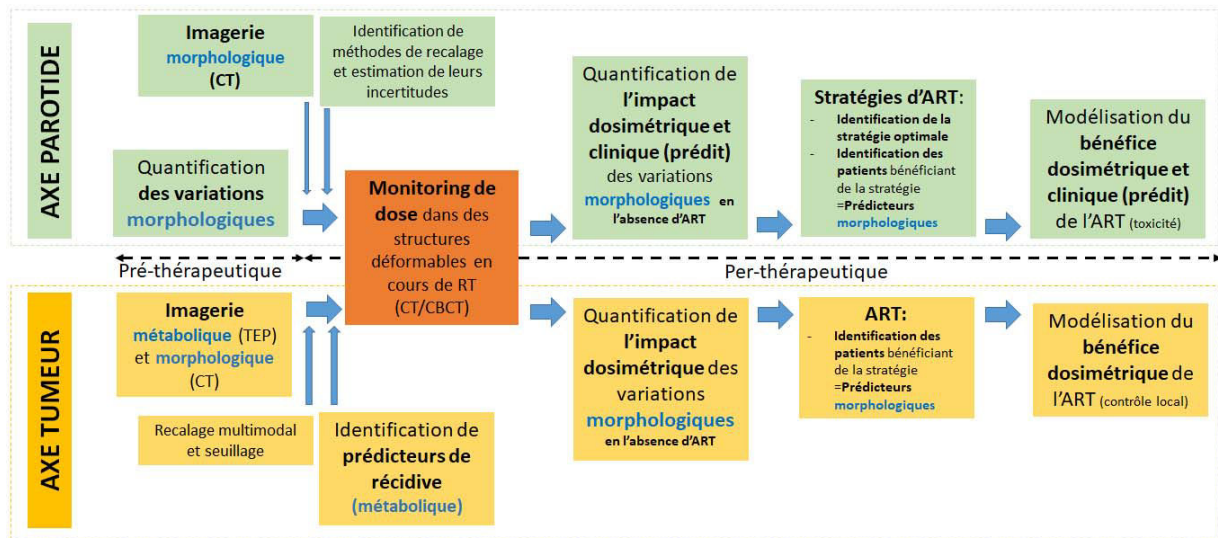 AXE PAROTIDE
Imagerie
morphologique
(CT)
Identification de
méthodes de recalage
et estimation de leurs
incertitudes
Quantification
des variations
morphologiques
Monitoring de
dose dans des
structures
déformables en
cours de RT
(CT/CBCT)
Quantification de
l'impact
dosimétrique et
clinique (prédit)
des variations
morphologiques en
l'absence d'ART
Stratégies d'ART:
- Identification de la
stratégie optimale
- Identification des
patients bénéficiant
de la stratégie
=Prédicteurs
morphologiques
Modélisation du
bénéfice
dosimétrique et
clinique (prédit)
de l'ART (toxicité)
Pré-thérapeutique
Per-thérapeutique
AXE TUMEUR
Imagerie
métabolique (TEP)
et morphologique
(CT)
Recalage multimodal
et seuillage
Identification de
prédicteurs de
récidive
(métabolique)
Quantification de
l'impact
dosimétrique des
variations
morphologiques
en l'absence d'ART
ART:
- Identification des
patients bénéficiant
de la stratégie
=Prédicteurs
morphologiques
Modélisation du
bénéfice
dosimétrique de
l'ART (contrôle local)